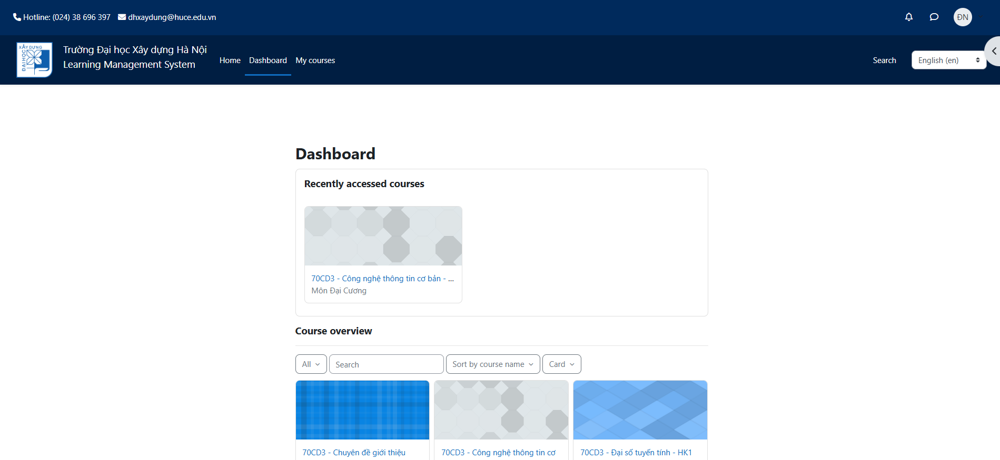 Hotline: (024) 38 696 397 dhxaydung@huce.edu.vn
ĐN
XÂY DỰNG
ĐẠI HỌC
Trường Đại học Xây dựng Hà Nội
Learning Management System
Home Dashboard My courses
Search English (en)
Dashboard
Recently accessed courses
70CD3 - Công nghệ thông tin cơ bản - ...
Môn Đại Cương
Course overview
All Search Sort by course name Card
70CD3 - Chuyên đề giới thiệu
70CD3 - Công nghệ thông tin cơ
70CD3 - Đại số tuyến tính - HK1